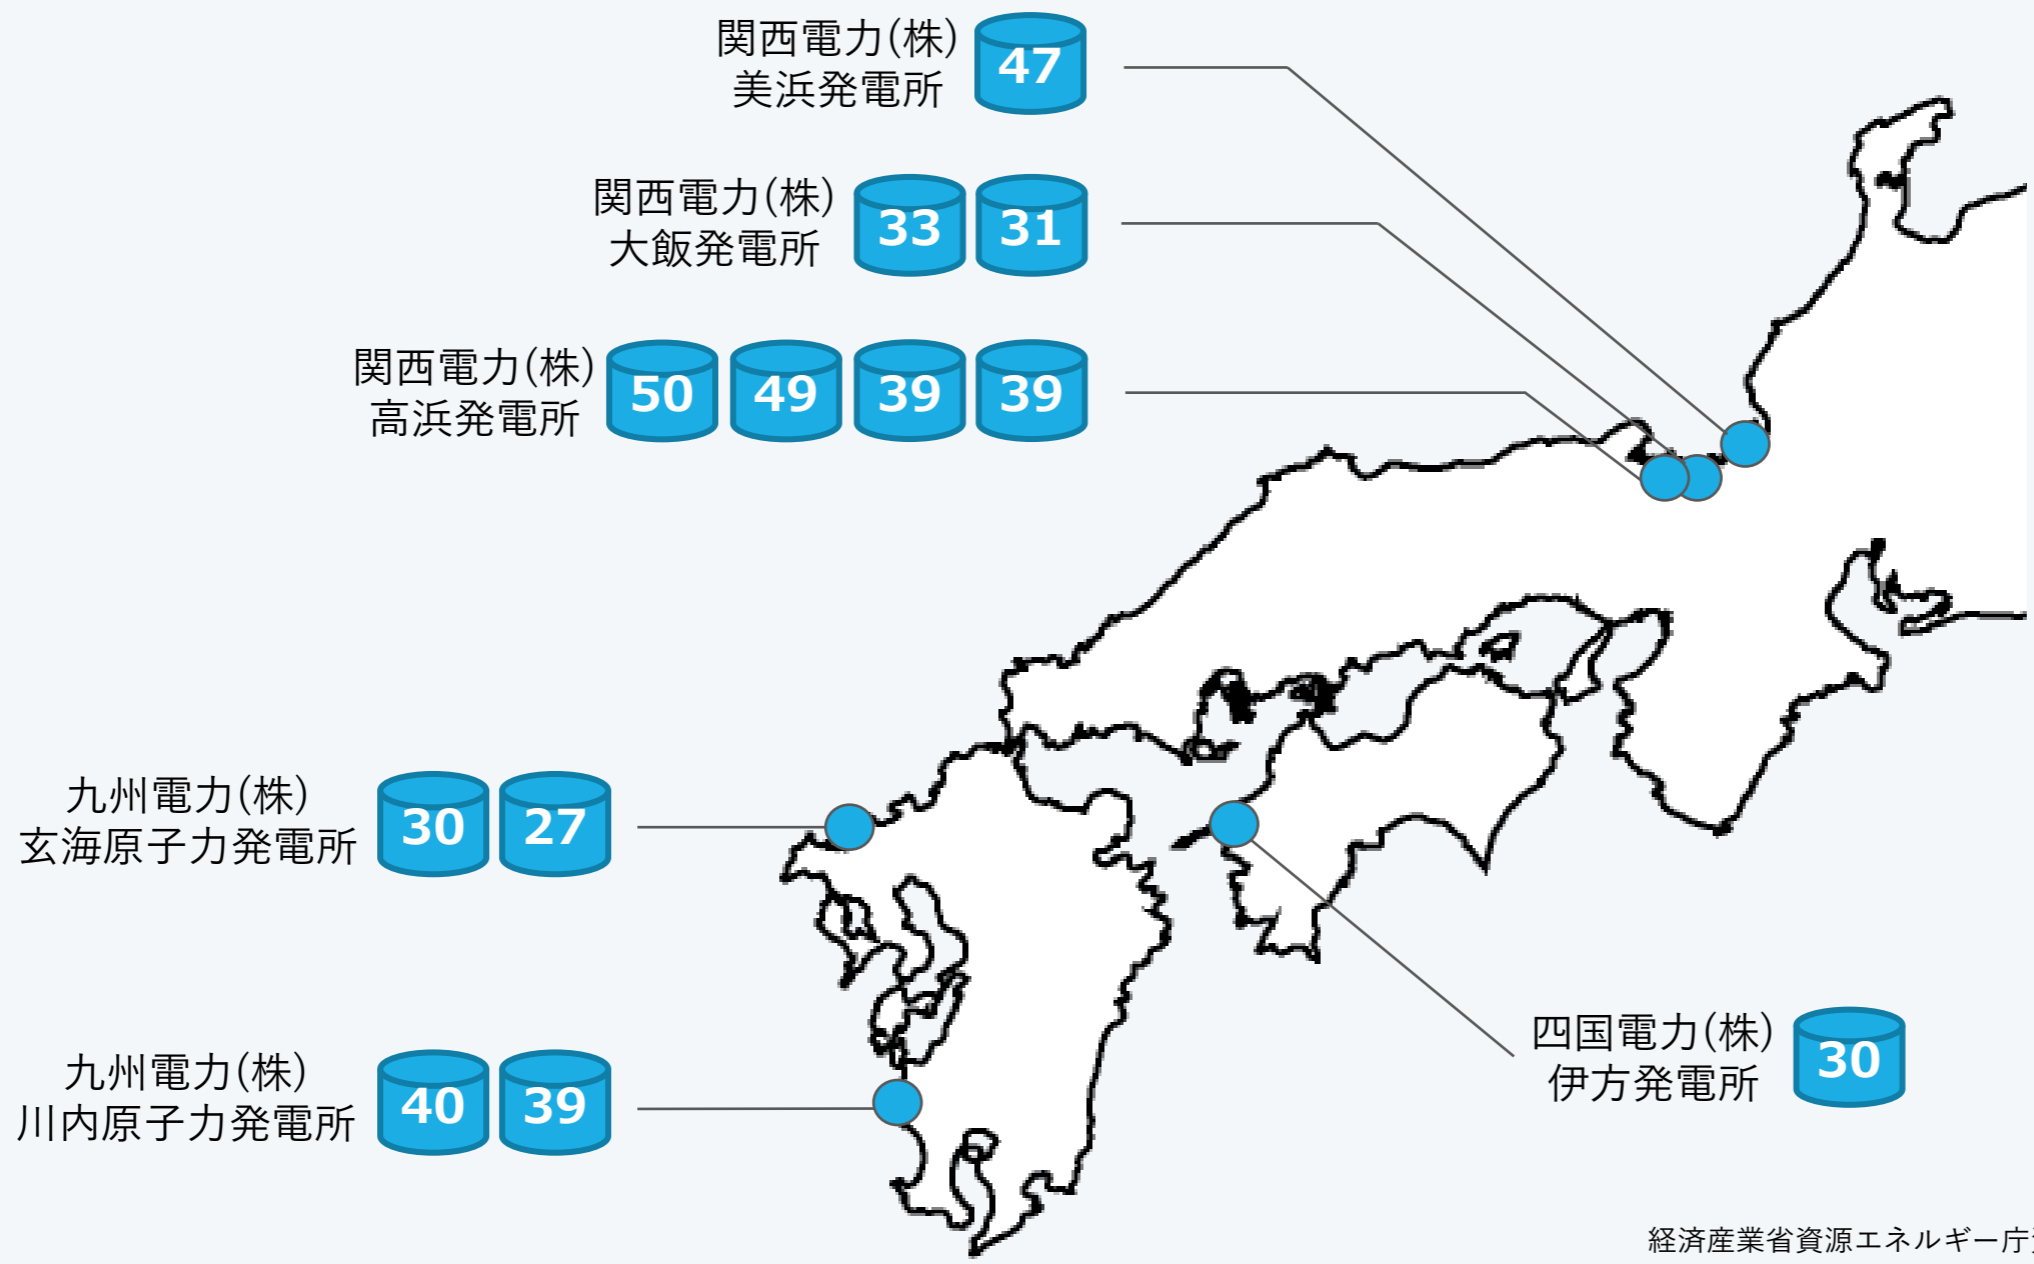 関西電力(株)
美浜発電所
47
関西電力(株)
大飯発電所
33 31
関西電力(株)
高浜発電所
50 49 39 39
九州電力(株)
玄海原子力発電所
30 27
九州電力(株)
川内原子力発電所
40 39
四国電力(株)
伊方発電所
30
経済産業省資源エネルギー庁